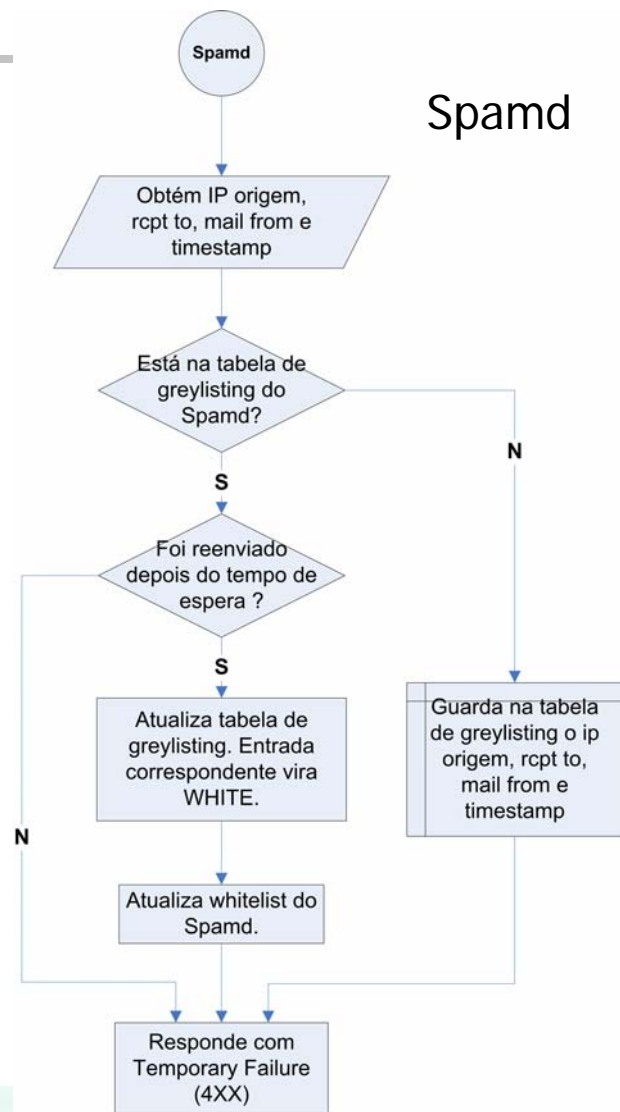 Spamd
Spamd
Obtém IP origem,
rcpt to, mail from e
timestamp
Está na tabela de
greylisting do
Spamd?
N
S
Foi reenviado
depois do tempo de
espera ?
S
Atualiza tabela de
greylisting. Entrada
correspondente vira
WHITE.
Guarda na tabela
de greylisting o ip
origem, rcpt to,
mail from e
timestamp
N
Atualiza whitelist do
Spamd.
Responde com
Temporary Failure
(4XX)